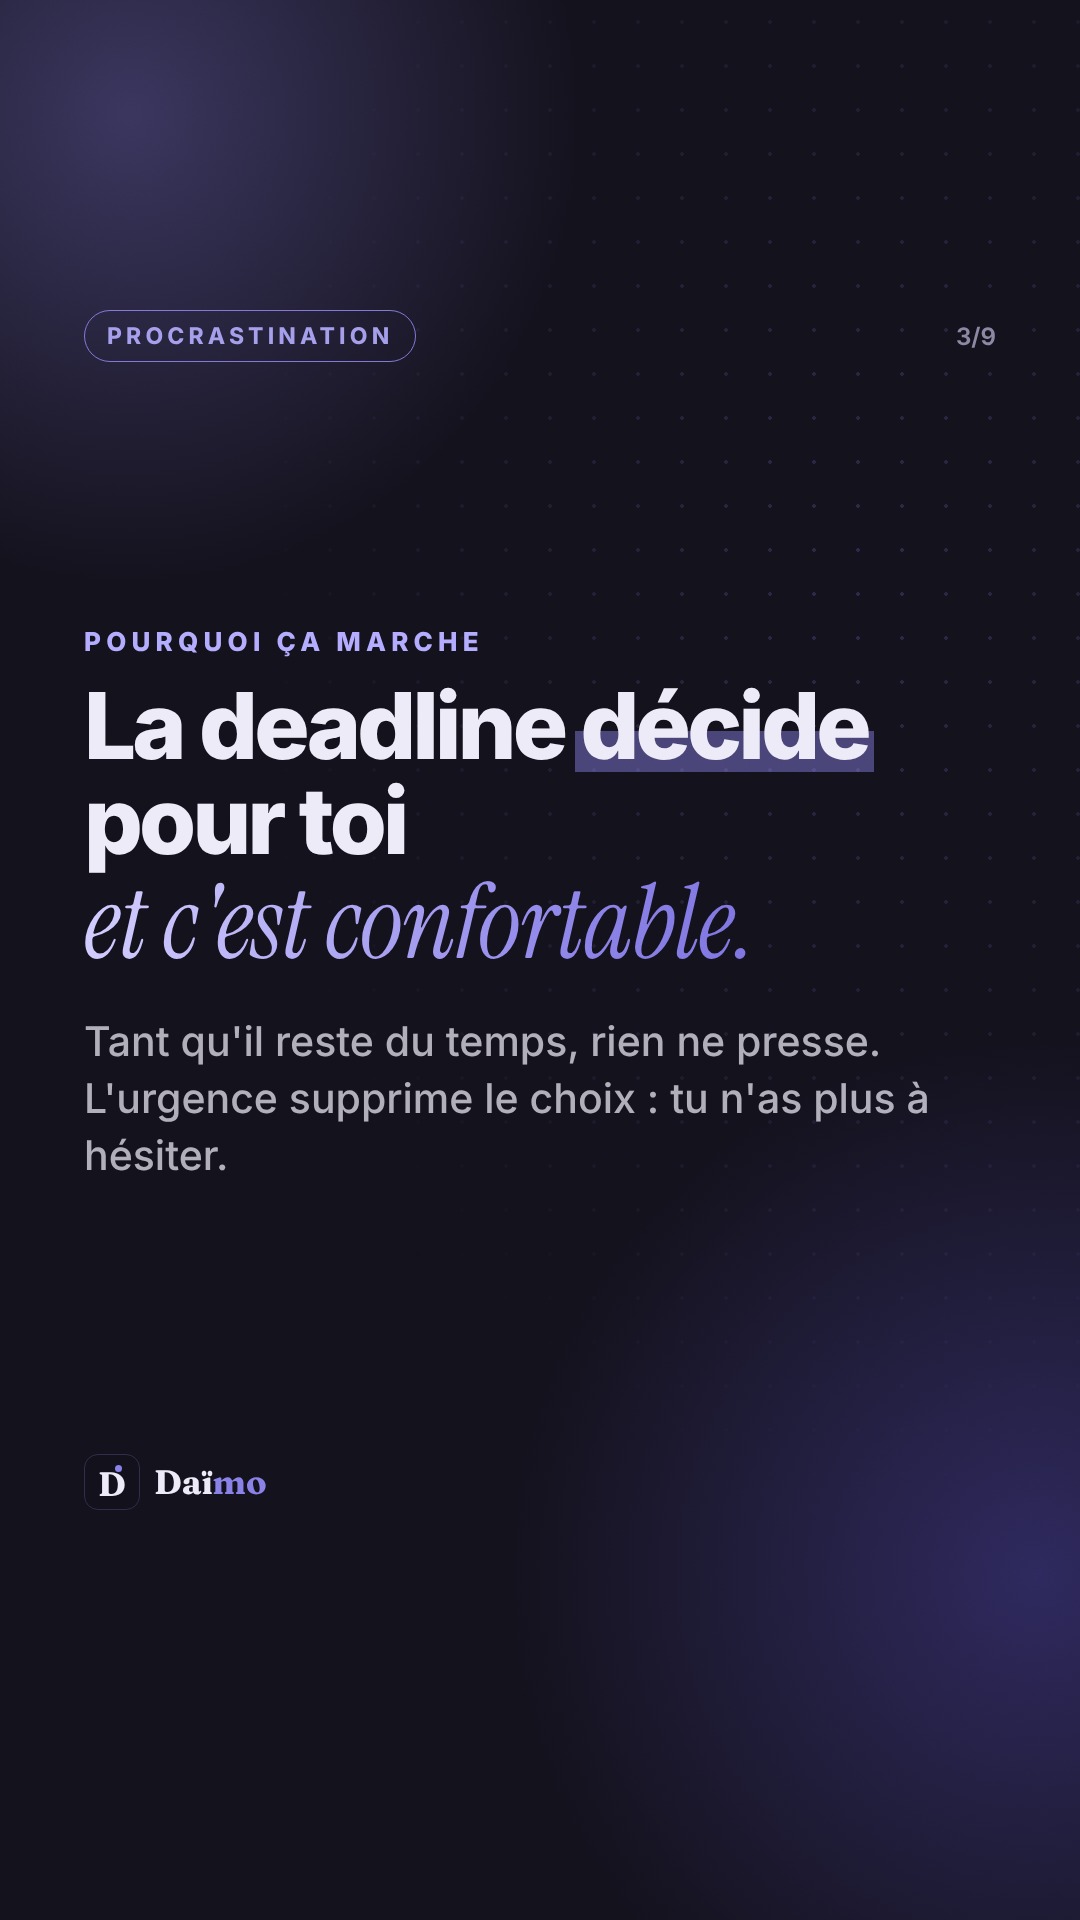 PROCRASTINATION
3/9
POURQUOI ÇA MARCHE
La deadline décide
pour toi
et c'est confortable.
Tant qu'il reste du temps, rien ne presse.
L'urgence supprime le choix : tu n'as plus à
hésiter.
D Daïmo